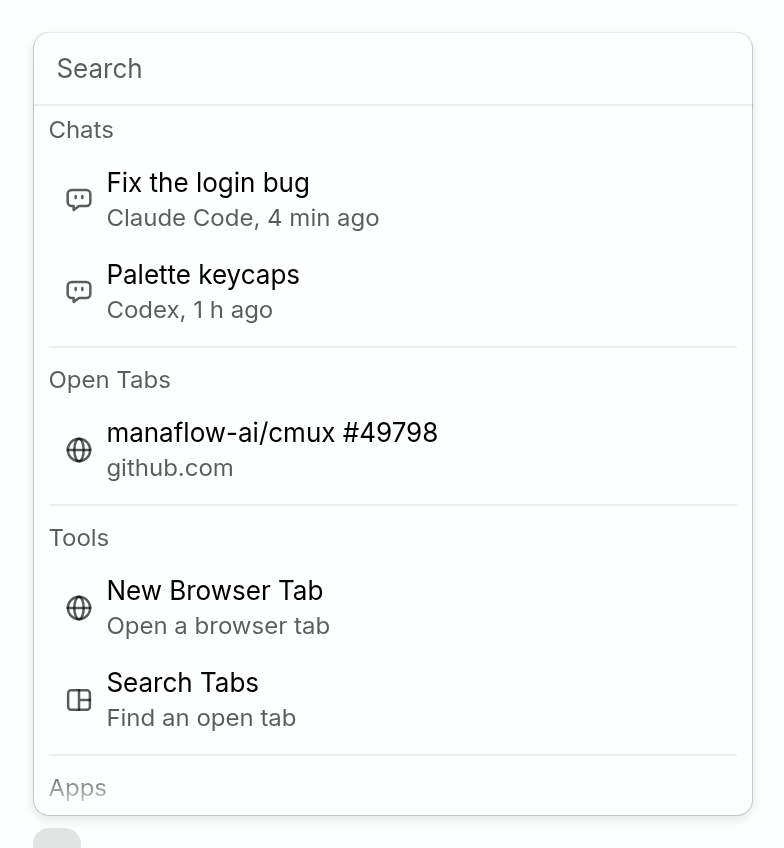 Search
Chats
Fix the login bug
Claude Code, 4 min ago
Palette keycaps
Codex, 1 h ago
Open Tabs
manaflow-ai/cmux #49798
github.com
Tools
New Browser Tab
Open a browser tab
Search Tabs
Find an open tab
Apps